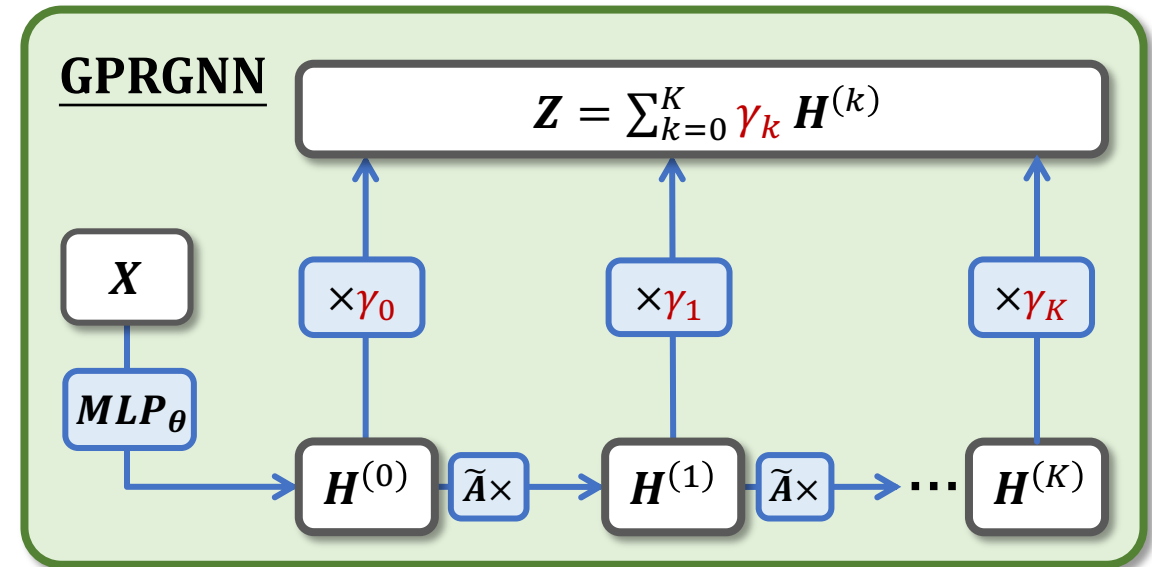 GPRGNN
Z = ∑_{k=0}^{K} γ_k H^{(k)}
X
×γ_0
×γ_1
×γ_K
MLP_θ
H^{(0)}
Ã×
H^{(1)}
Ã×
⋯
H^{(K)}